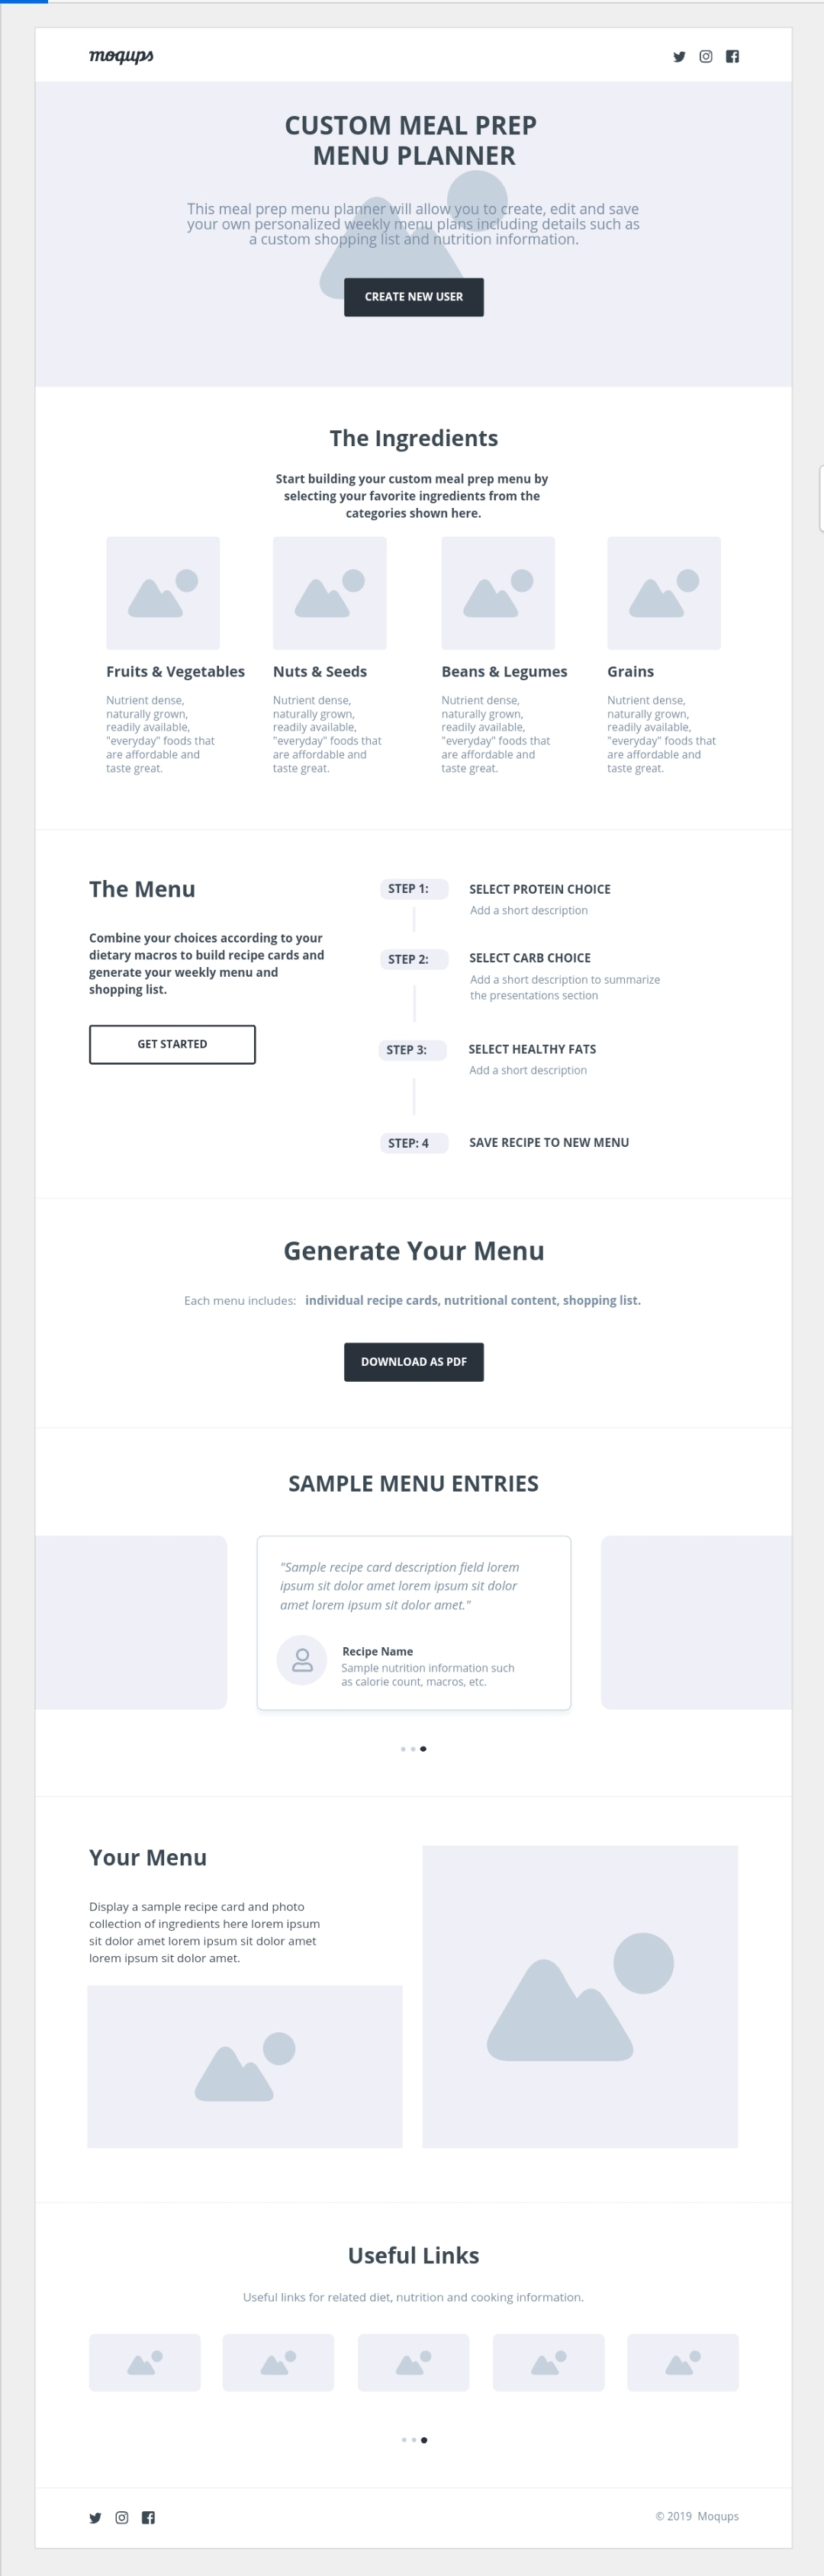 moqups
CUSTOM MEAL PREP
MENU PLANNER
This meal prep menu planner will allow you to create, edit and save
your own personalized weekly menu plans including details such as
a custom shopping list and nutrition information.
CREATE NEW USER
The Ingredients
Start building your custom meal prep menu by
selecting your favorite ingredients from the
categories shown here.
Fruits & Vegetables
Nutrient dense,
naturally grown,
readily available,
"everyday" foods that
are affordable and
taste great.
Nuts & Seeds
Nutrient dense,
naturally grown,
readily available,
"everyday" foods that
are affordable and
taste great.
Beans & Legumes
Nutrient dense,
naturally grown,
readily available,
"everyday" foods that
are affordable and
taste great.
Grains
Nutrient dense,
naturally grown,
readily available,
"everyday" foods that
are affordable and
taste great.
The Menu
Combine your choices according to your
dietary macros to build recipe cards and
generate your weekly menu and
shopping list.
GET STARTED
STEP 1:
SELECT PROTEIN CHOICE
Add a short description
STEP 2:
SELECT CARB CHOICE
Add a short description to summarize
the presentations section
STEP 3:
SELECT HEALTHY FATS
Add a short description
STEP: 4
SAVE RECIPE TO NEW MENU
Generate Your Menu
Each menu includes: individual recipe cards, nutritional content, shopping list.
DOWNLOAD AS PDF
SAMPLE MENU ENTRIES
"Sample recipe card description field lorem
ipsum sit dolor amet lorem ipsum sit dolor
amet lorem ipsum sit dolor amet."
Recipe Name
Sample nutrition information such
as calorie count, macros, etc.
Your Menu
Display a sample recipe card and photo
collection of ingredients here lorem ipsum
sit dolor amet lorem ipsum sit dolor amet
lorem ipsum sit dolor amet.
Useful Links
Useful links for related diet, nutrition and cooking information.
© 2019 Moqups